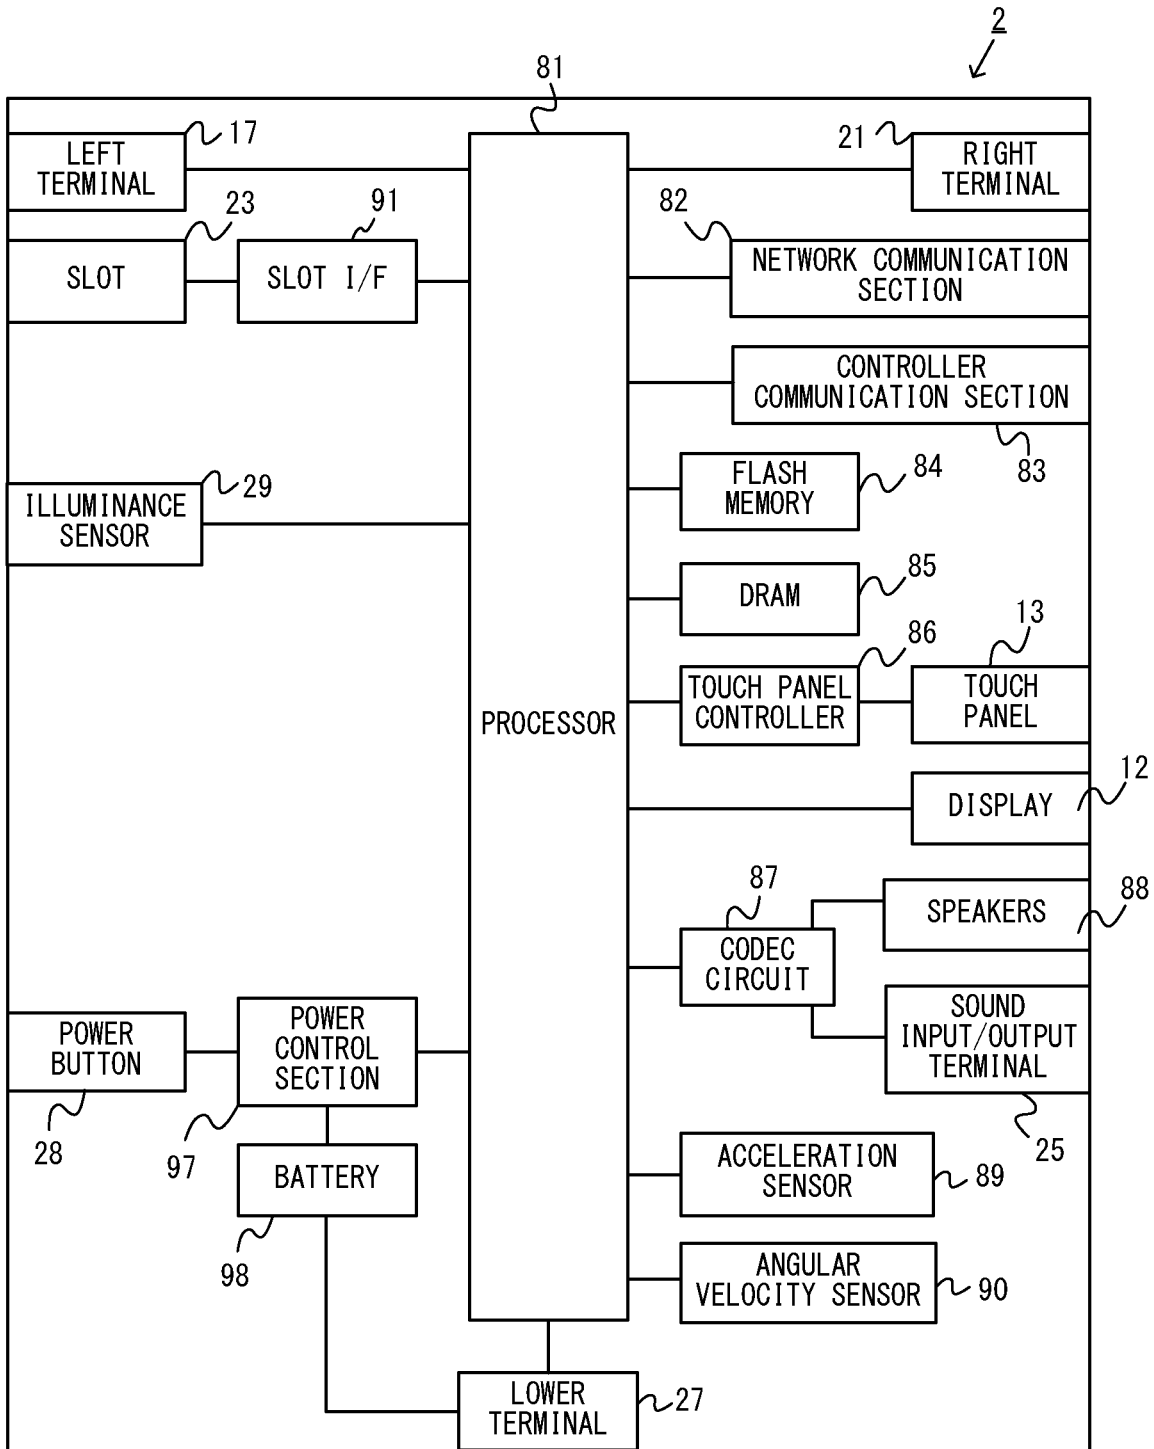 2
81
LEFT
TERMINAL
17
21
RIGHT
TERMINAL
23
91
82
SLOT
SLOT I/F
NETWORK COMMUNICATION
SECTION
CONTROLLER
COMMUNICATION SECTION
83
FLASH
MEMORY
84
ILLUMINANCE
SENSOR
29
DRAM
85
86
13
TOUCH PANEL
CONTROLLER
TOUCH
PANEL
PROCESSOR
DISPLAY
12
87
SPEAKERS
88
CODEC
CIRCUIT
SOUND
INPUT/OUTPUT
TERMINAL
25
POWER
BUTTON
28
POWER
CONTROL
SECTION
97
BATTERY
98
ACCELERATION
SENSOR
89
ANGULAR
VELOCITY SENSOR
90
LOWER
TERMINAL
27